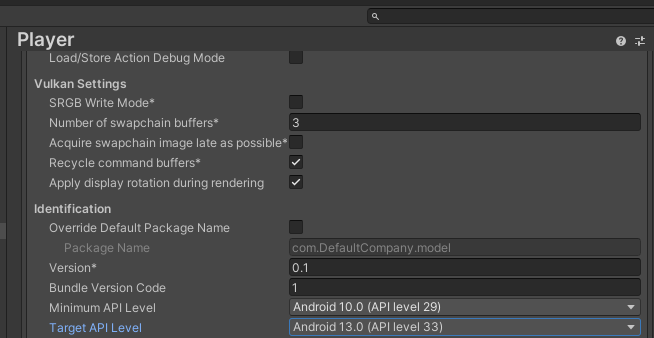 Player
Load/Store Action Debug Mode
Vulkan Settings
SRGB Write Mode*
Number of swapchain buffers* 3
Acquire swapchain image late as possible*
Recycle command buffers*
Apply display rotation during rendering
Identification
Override Default Package Name
Package Name com.DefaultCompany.model
Version* 0.1
Bundle Version Code 1
Minimum API Level Android 10.0 (API level 29)
Target API Level Android 13.0 (API level 33)